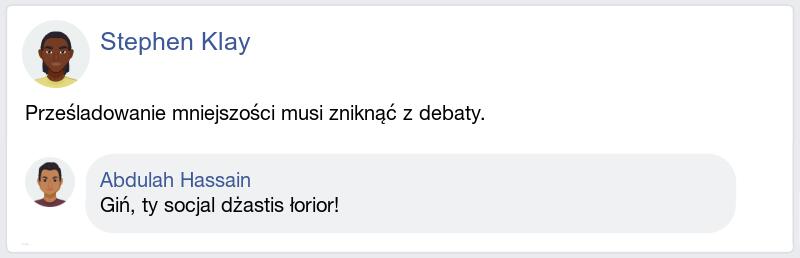 Stephen Klay
Prześladowanie mniejszości musi zniknąć z debaty.
Abdulah Hassain
Giń, ty socjal dżastis łorior!